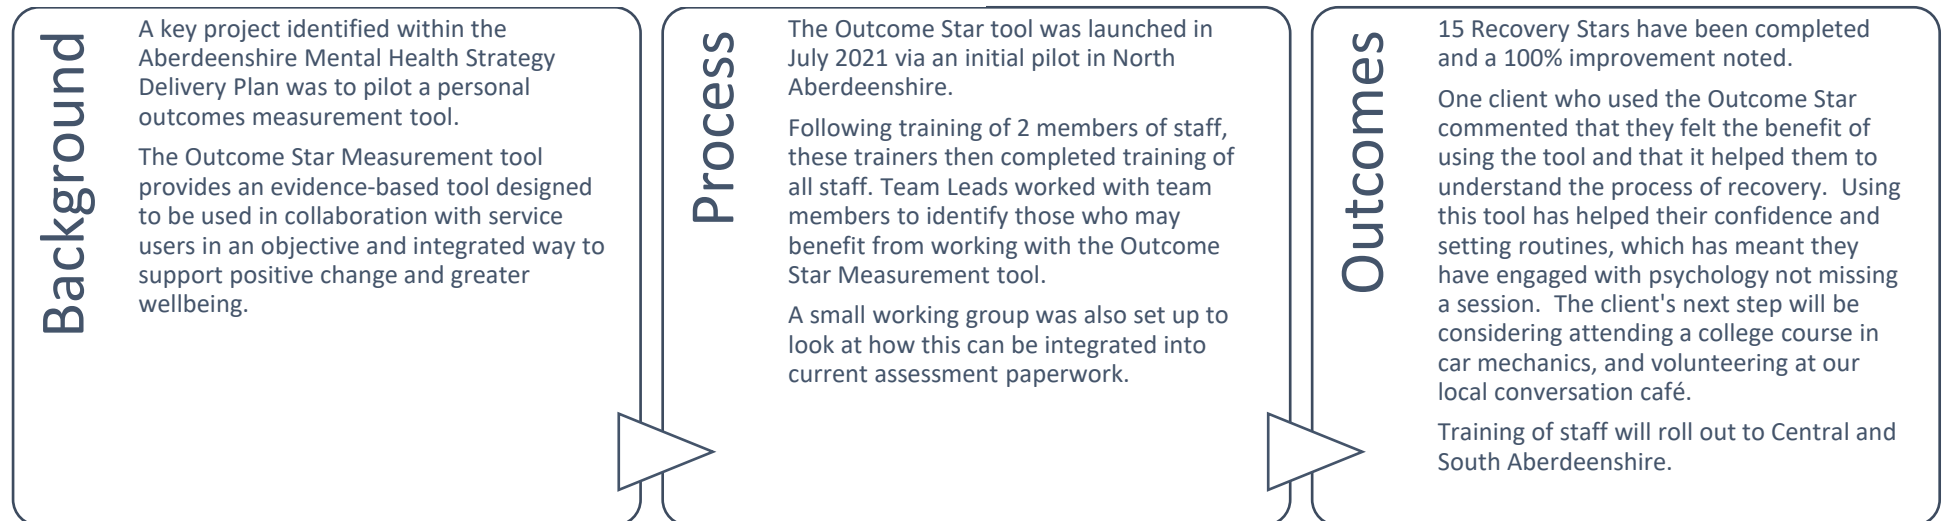 Background
A key project identified within the
Aberdeenshire Mental Health Strategy
Delivery Plan was to pilot a personal
outcomes measurement tool.
The Outcome Star Measurement tool
provides an evidence-based tool designed
to be used in collaboration with service
users in an objective and integrated way to
support positive change and greater
wellbeing.
Process
The Outcome Star tool was launched in
July 2021 via an initial pilot in North
Aberdeenshire.
Following training of 2 members of staff,
these trainers then completed training of
all staff. Team Leads worked with team
members to identify those who may
benefit from working with the Outcome
Star Measurement tool.
A small working group was also set up to
look at how this can be integrated into
current assessment paperwork.
Outcomes
15 Recovery Stars have been completed
and a 100% improvement noted.
One client who used the Outcome Star
commented that they felt the benefit of
using the tool and that it helped them to
understand the process of recovery.  Using
this tool has helped their confidence and
setting routines, which has meant they
have engaged with psychology not missing
a session.  The client's next step will be
considering attending a college course in
car mechanics, and volunteering at our
local conversation café.
Training of staff will roll out to Central and
South Aberdeenshire.